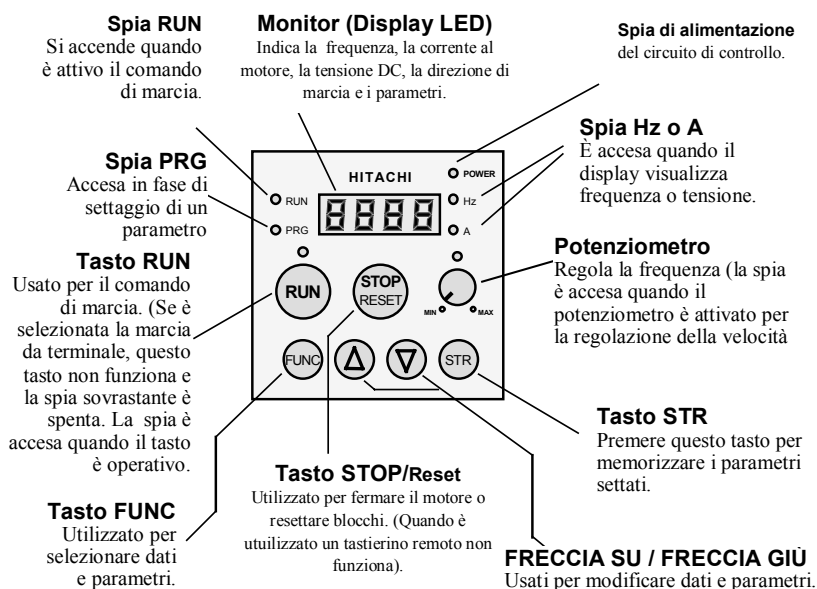 Spia RUN
Si accende quando
è attivo il comando
di marcia.
Monitor (Display LED)
Indica la frequenza, la corrente al
motore, la tensione DC, la direzione di
marcia e i parametri.
Spia di alimentazione
del circuito di controllo.
Spia Hz o A
È accesa quando il
display visualizza
frequenza o tensione.
Spia PRG
Accesa in fase di
settaggio di un
parametro
HITACHI
POWER
RUN
8888
Hz
PRG
A
Tasto RUN
Usato per il comando
di marcia. (Se è
selezionata la marcia
da terminale, questo
tasto non funziona e
la spia sovrastante è
spenta. La spia è
accesa quando il tasto
è operativo.
RUN
STOP
RESET
MIN
MAX
Potenziometro
Regola la frequenza (la spia
è accesa quando il
potenziometro è attivato per
la regolazione della velocità
FUNC
STR
Tasto STR
Premere questo tasto per
memorizzare i parametri
settati.
Tasto FUNC
Utilizzato per
selezionare dati
e parametri.
Tasto STOP/Reset
Utilizzato per fermare il motore o
resettare blocchi. (Quando è
utuilizzato un tastierino remoto non
funziona).
FRECCIA SU / FRECCIA GIÙ
Usati per modificare dati e parametri.